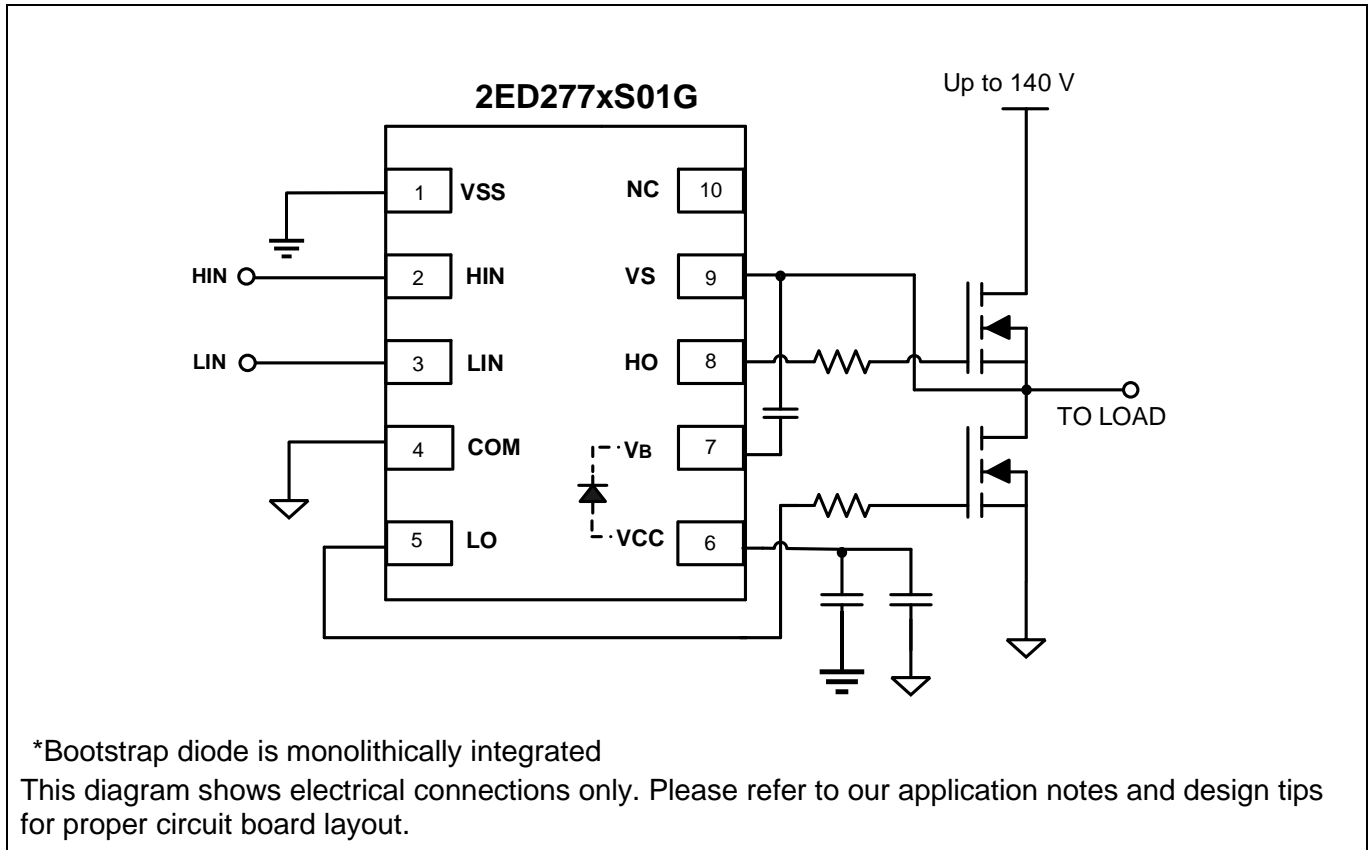 Up to 140 V
2ED277xS01G
1 VSS NC 10
HIN 2 HIN VS 9
LIN 3 LIN HO 8
TO LOAD
4 COM VB 7
5 LO VCC 6
*Bootstrap diode is monolithically integrated
This diagram shows electrical connections only. Please refer to our application notes and design tips
for proper circuit board layout.